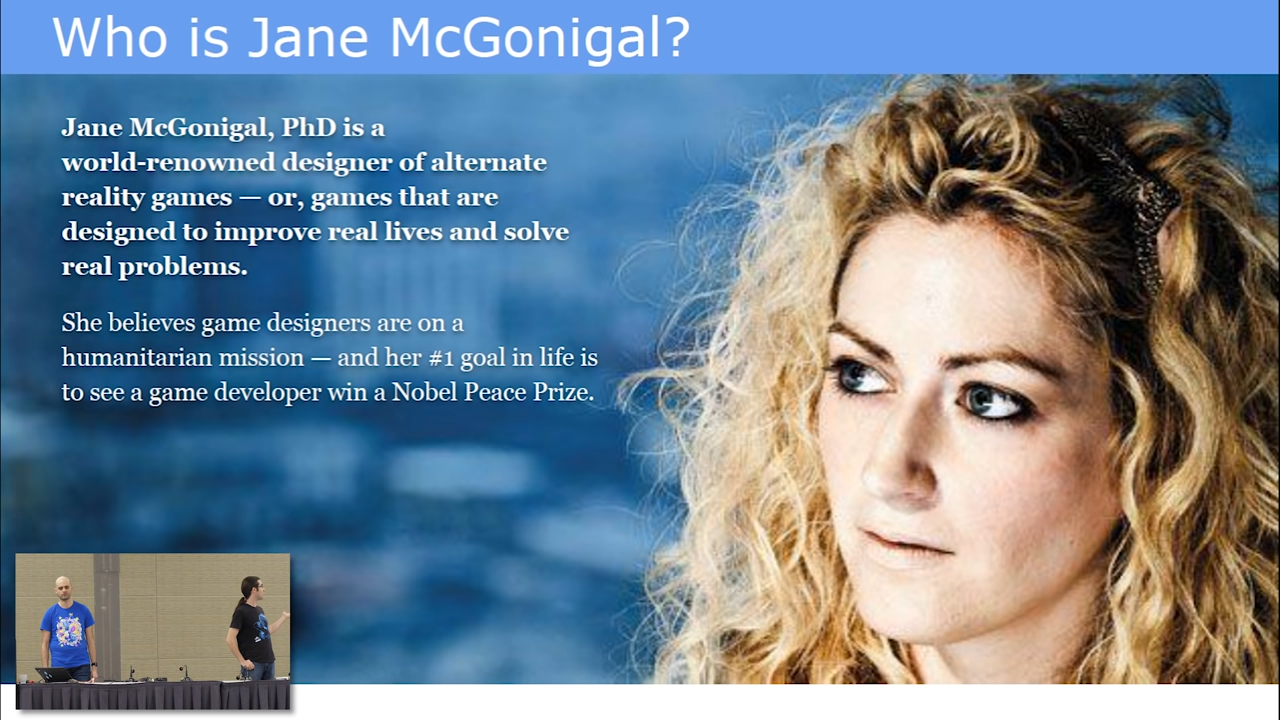 Who is Jane McGonigal?
Jane McGonigal, PhD is a
world-renowned designer of alternate
reality games — or, games that are
designed to improve real lives and solve
real problems.
She believes game designers are on a
humanitarian mission — and her #1 goal in life is
to see a game developer win a Nobel Peace Prize.